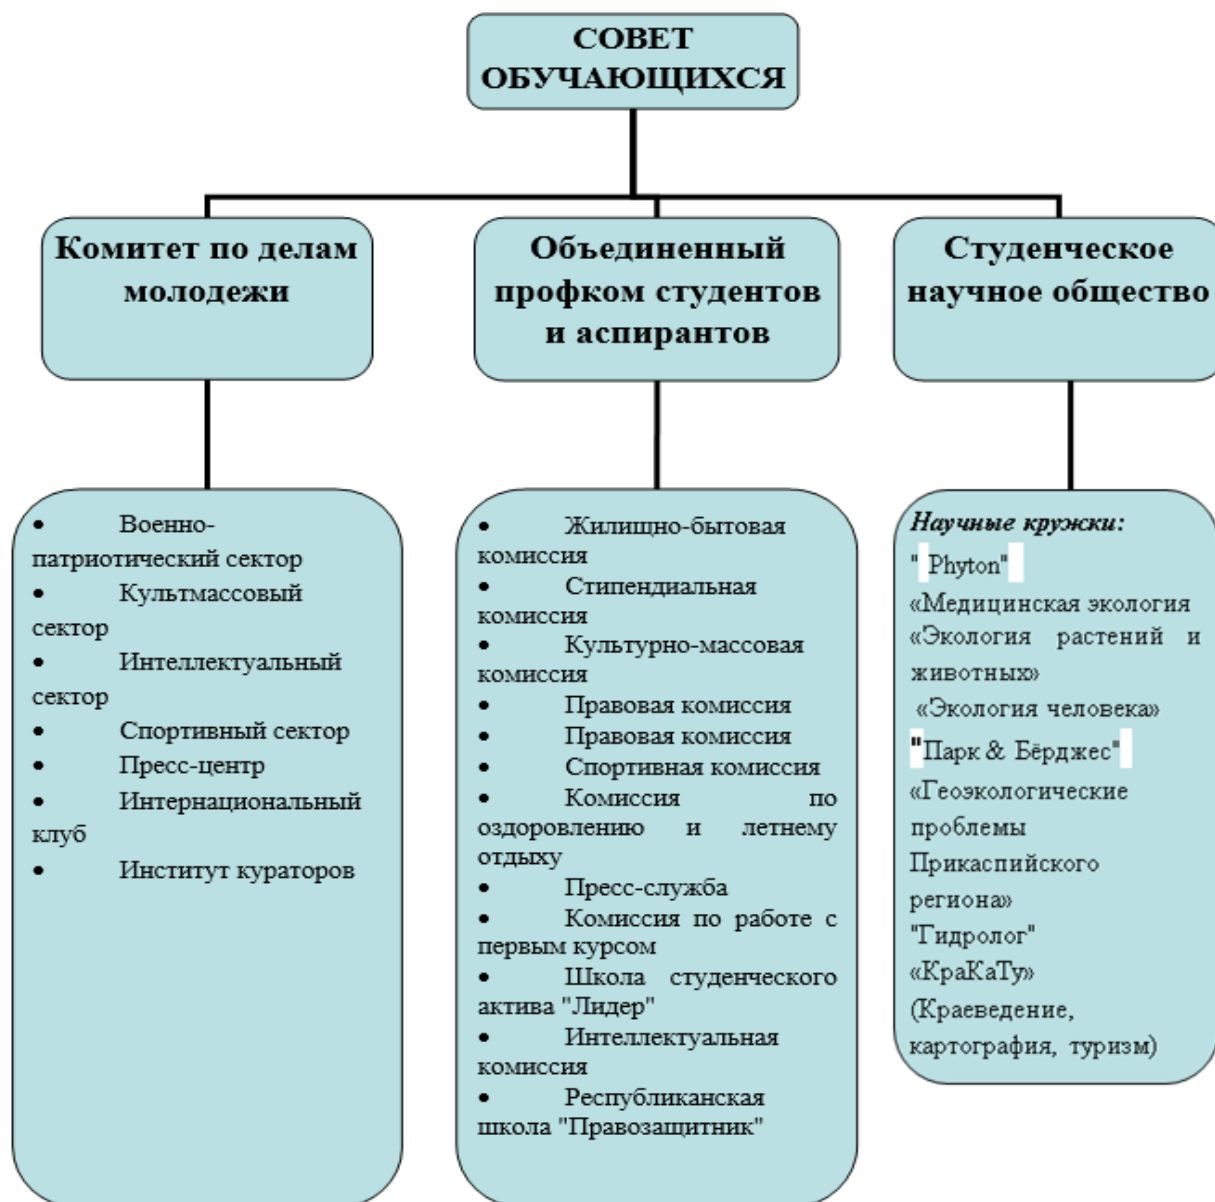 СОВЕТ
ОБУЧАЮЩИХСЯ
Комитет по делам
молодежи
Объединенный
профком студентов
и аспирантов
Студенческое
научное общество
• Военно-
патриотический сектор
• Культмассовый
сектор
• Интеллектуальный
сектор
• Спортивный сектор
• Пресс-центр
• Интернациональный
клуб
• Институт кураторов
• Жилищно-бытовая
комиссия
• Стипендиальная
комиссия
• Культурно-массовая
комиссия
• Правовая комиссия
• Правовая комиссия
• Спортивная комиссия
• Комиссия по
оздоровлению и летнему
отдыху
• Пресс-служба
• Комиссия по работе с
первым курсом
• Школа студенческого
актива "Лидер"
• Интеллектуальная
комиссия
• Республиканская
школа "Правозащитник"
Научные кружки:
" Phyton"
«Медицинская экология
«Экология растений и
животных»
«Экология человека»
"Парк & Бёрджес"
«Геоэкологические
проблемы
Прикаспийского
региона»
"Гидролог"
«КраКаТу»
(Краеведение,
картография, туризм)